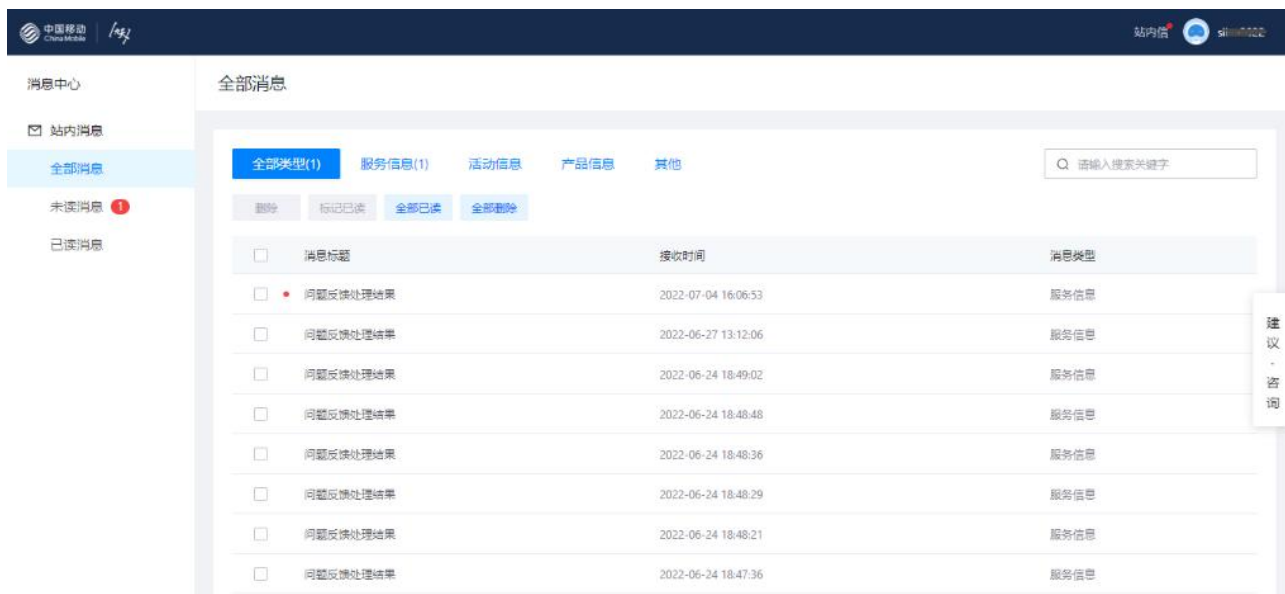 中国移动
China Mobile
站内信
消息中心
全部消息
站内消息
全部消息
未读消息 1
已读消息
全部类型(1) 服务信息(1) 活动信息 产品信息 其他
请输入搜索关键字
删除 标记已读 全部已读 全部删除
消息标题 接收时间 消息类型
问题反馈处理结果 2022-07-04 16:06:53 服务信息
问题反馈处理结果 2022-06-27 13:12:06 服务信息
问题反馈处理结果 2022-06-24 18:49:02 服务信息
问题反馈处理结果 2022-06-24 18:48:48 服务信息
问题反馈处理结果 2022-06-24 18:48:36 服务信息
问题反馈处理结果 2022-06-24 18:48:29 服务信息
问题反馈处理结果 2022-06-24 18:48:21 服务信息
问题反馈处理结果 2022-06-24 18:47:36 服务信息
建议·咨询